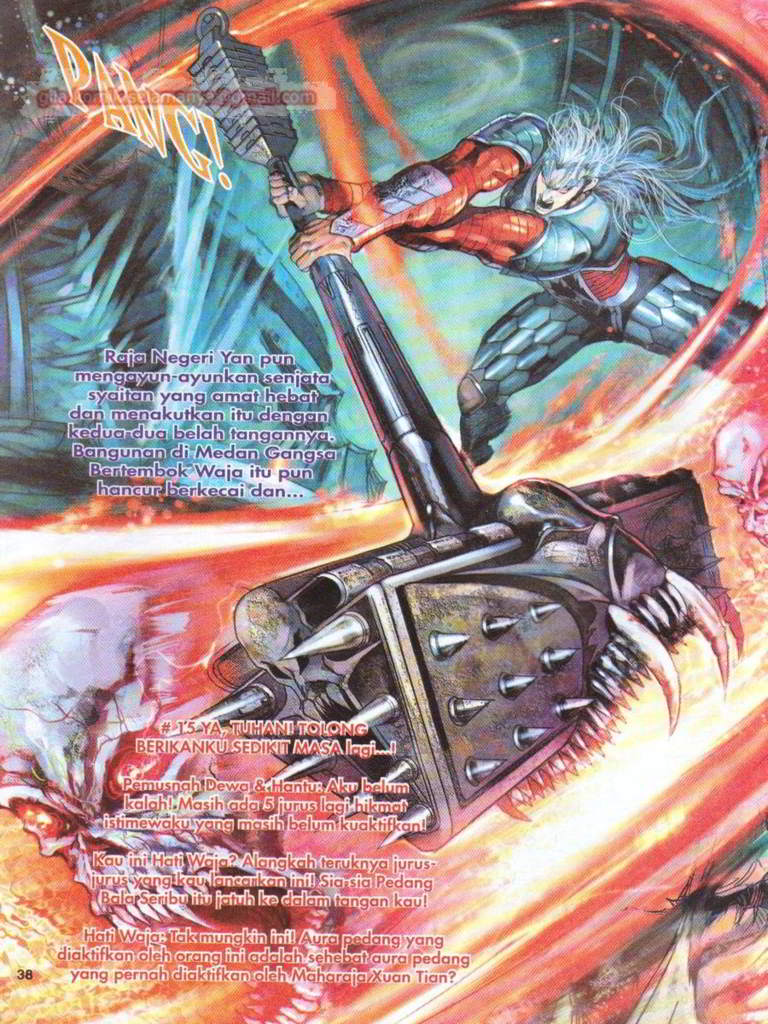 PANG!
Raja Negeri Yan pun
mengayun-ayunkan senjata
syaitan yang amat hebat
dan menakutkan itu dengan
kedua-dua belah tangannya.
Bangunan di Medan Gangsa
Bertembok Waja itu pun
hancur berkecai dan...
# 15 YA, TUHAN! TOLONG
BERIKANKU SEDIKIT MASA lagi...!
Pemusnah Dewa & Hantu: Aku belum
kalah! Masih ada 5 jurus lagi hikmat
istimewaku yang masih belum kuaktifkan!
Kau ini Hati Waja? Alangkah teruknya jurus-
jurus yang kau lancarkan ini! Sia-sia Pedang
Bala Seribu itu jatuh ke dalam tangan kau!
Hati Waja: Tak mungkin ini! Aura pedang yang
diaktifkan oleh orang ini adalah sehebat aura pedang
yang pernah diaktifkan oleh Maharaja Xuan Tian?
38